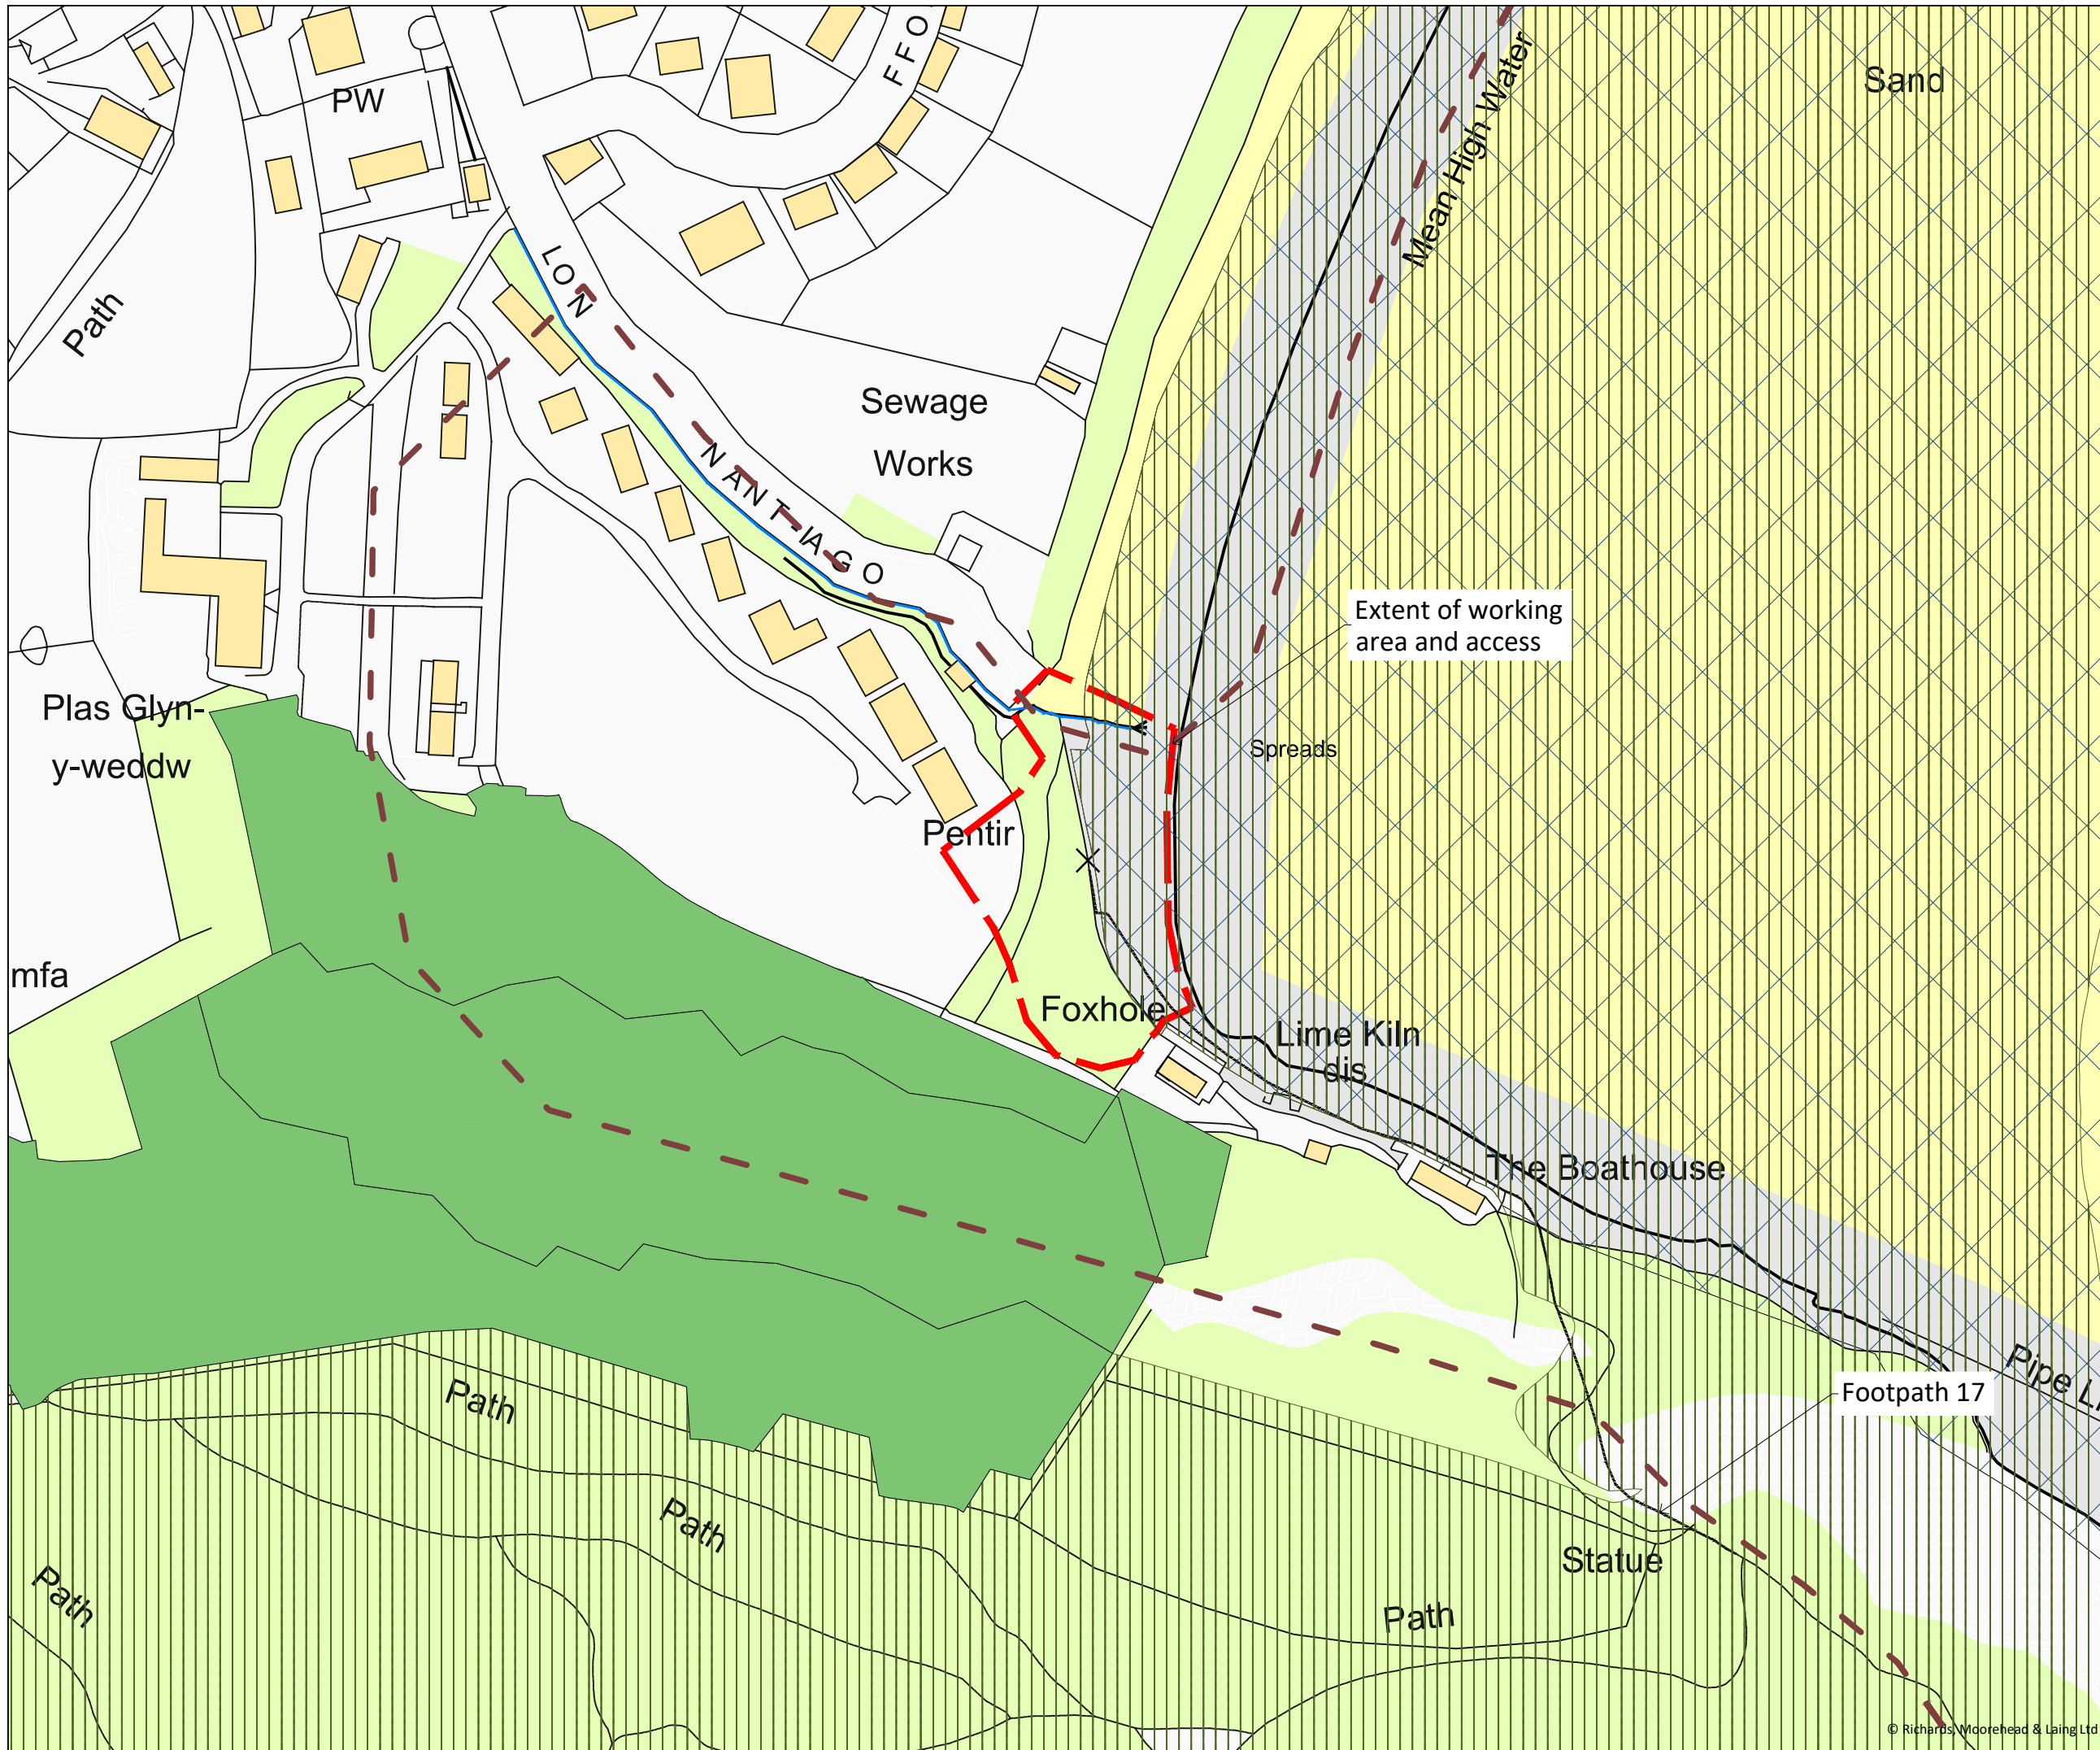 PW
FFO
Sand
Mean High Water
LON
NANT-IAGO
Path
Sewage
Works
Extent of working
area and access
Plas Glyn-
y-weddw
Spreads
Pentir
mfa
Foxhole
Lime Kiln
dis
The Boathouse
Pipe Li
Footpath 17
Path
Path
Path
Statue
Path
© Richards, Moorehead & Laing Ltd